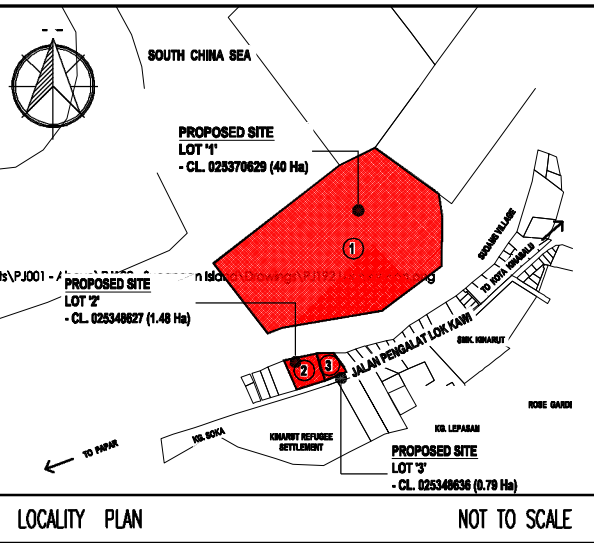 SOUTH CHINA SEA
PROPOSED SITE
LOT '1'
- CL. 025370629 (40 Ha)
1
PROPOSED SITE
LOT '2'
- CL. 025348627 (1.48 Ha)
2
3
JALAN PENGALAT LOK KAWI
TO KOTA KINABALU
SMK. KINARUT
ROSE GARDI
KG. LEPASAN
KG. SOKA
KINARUT REFUGEE
SETTLEMENT
TO PAPAR
PROPOSED SITE
LOT '3'
- CL. 025348636 (0.79 Ha)
LOCALITY PLAN
NOT TO SCALE